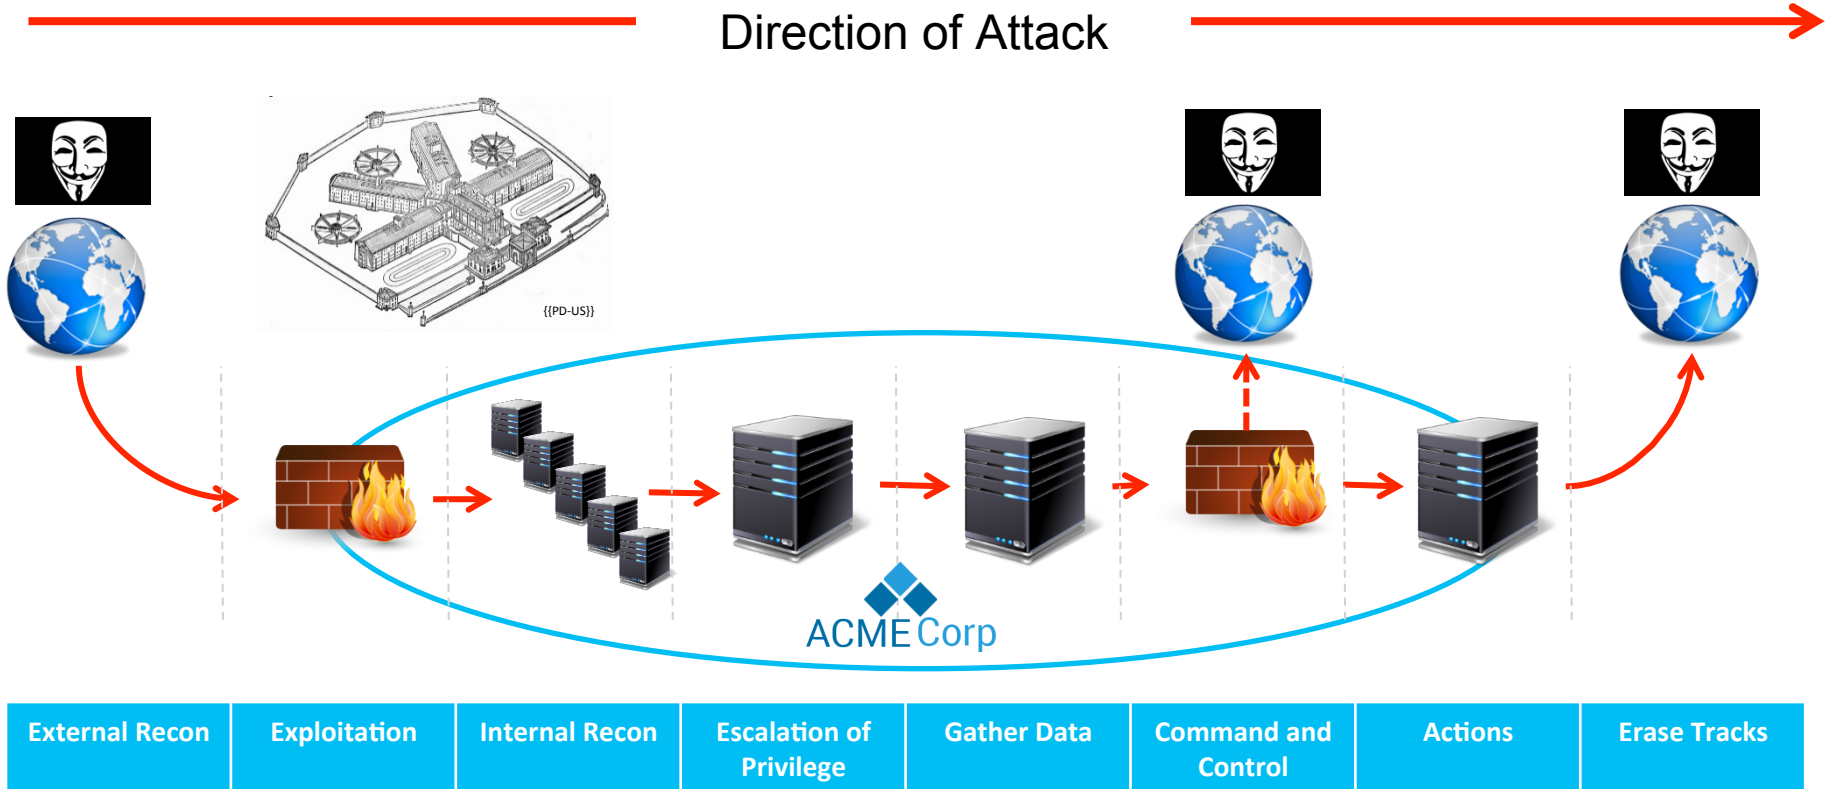 Direction of Attack
{{PD-US}}
ACME Corp
External Recon
Exploitation
Internal Recon
Escalation of
Privilege
Gather Data
Command and
Control
Actions
Erase Tracks